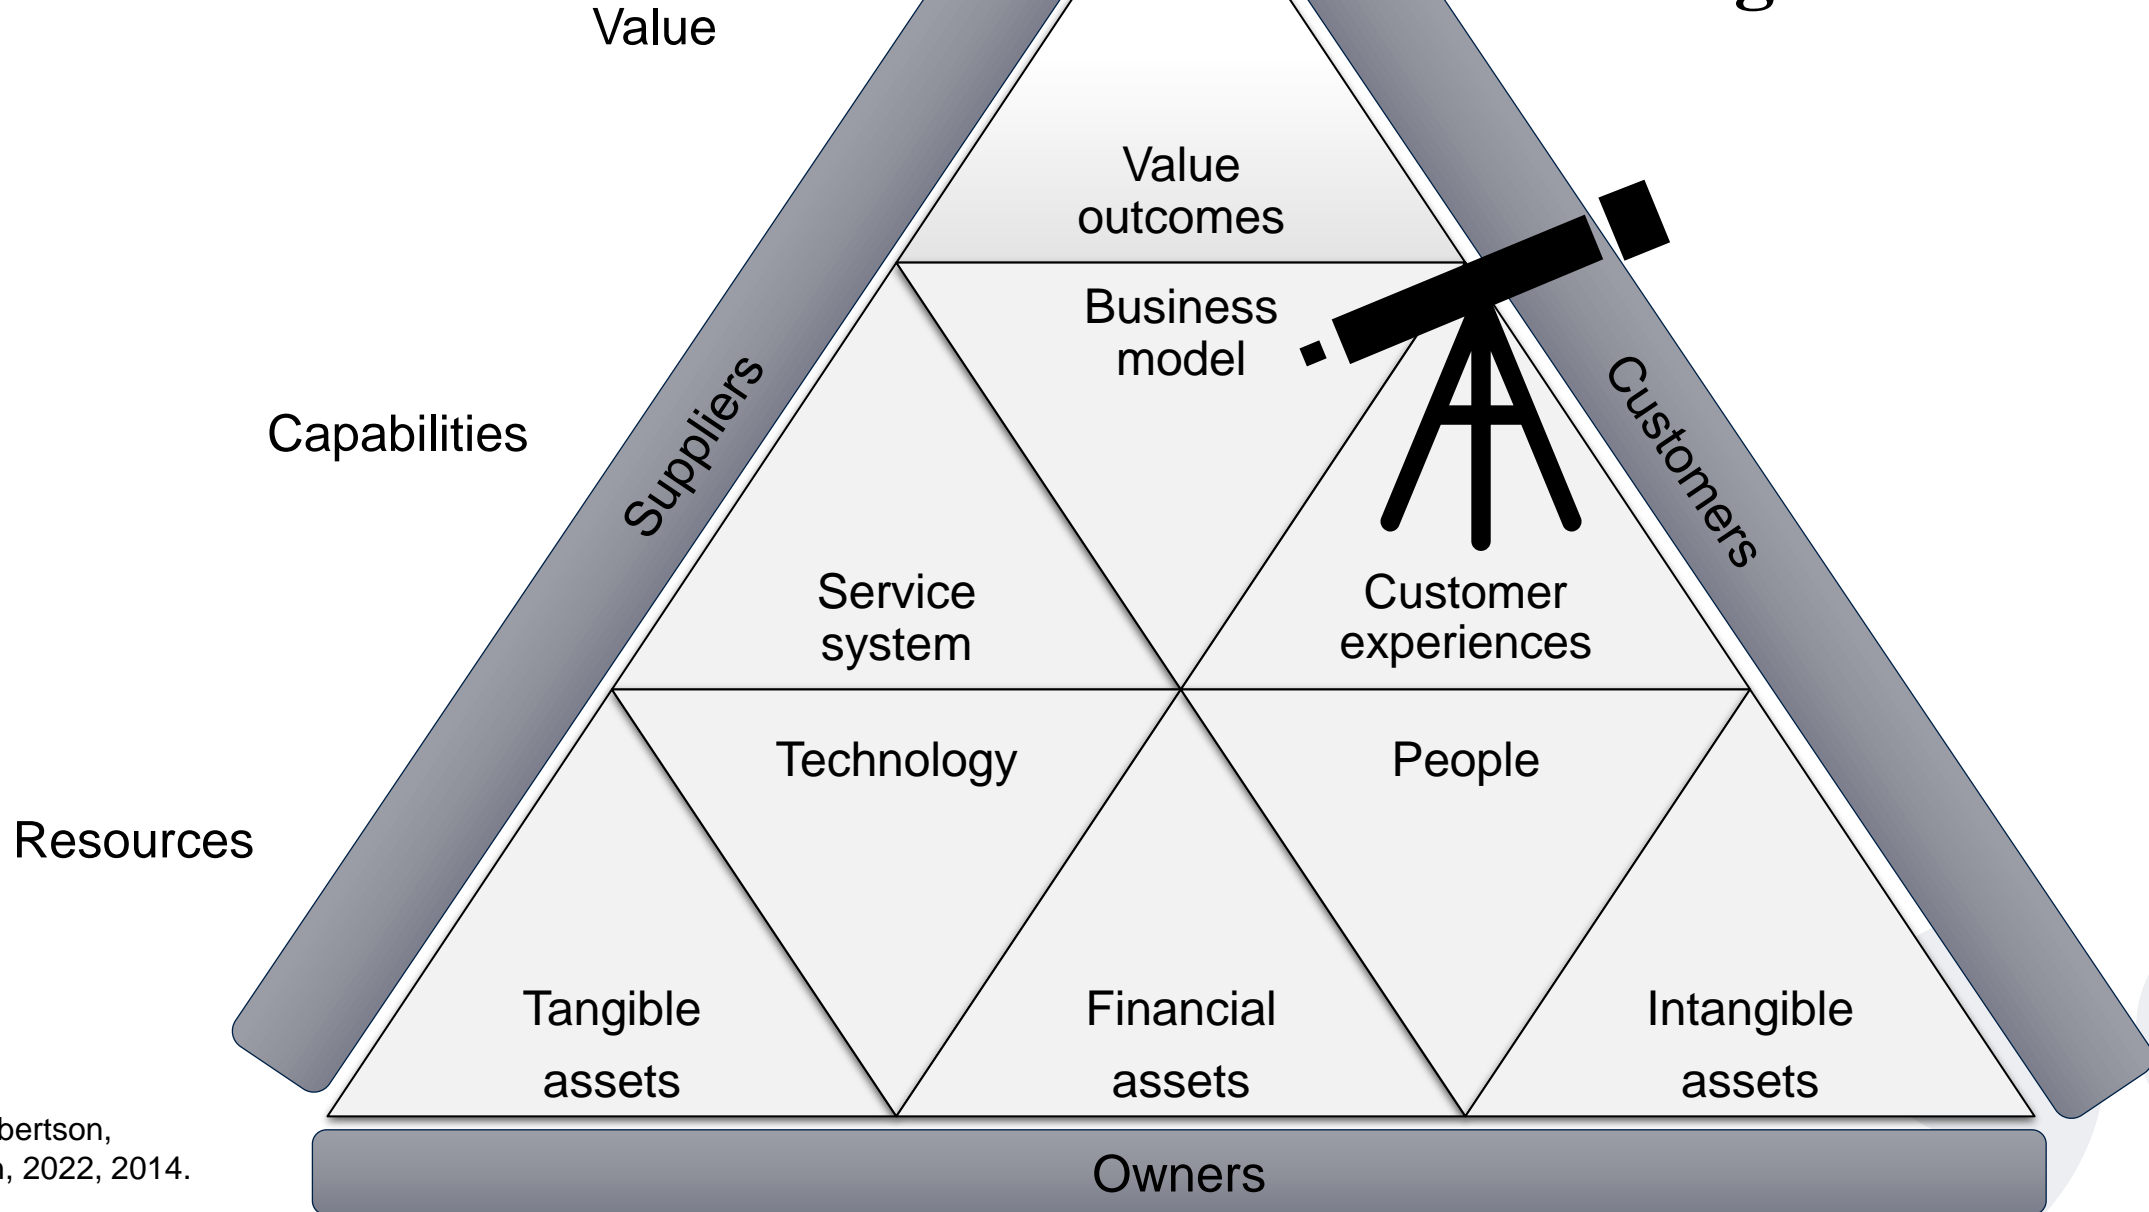 Value
Value
outcomes
Business
model
Capabilities
Suppliers
Customers
Service
system
Customer
experiences
Technology
People
Resources
Tangible
assets
Financial
assets
Intangible
assets
bertson,
, 2022, 2014.
Owners